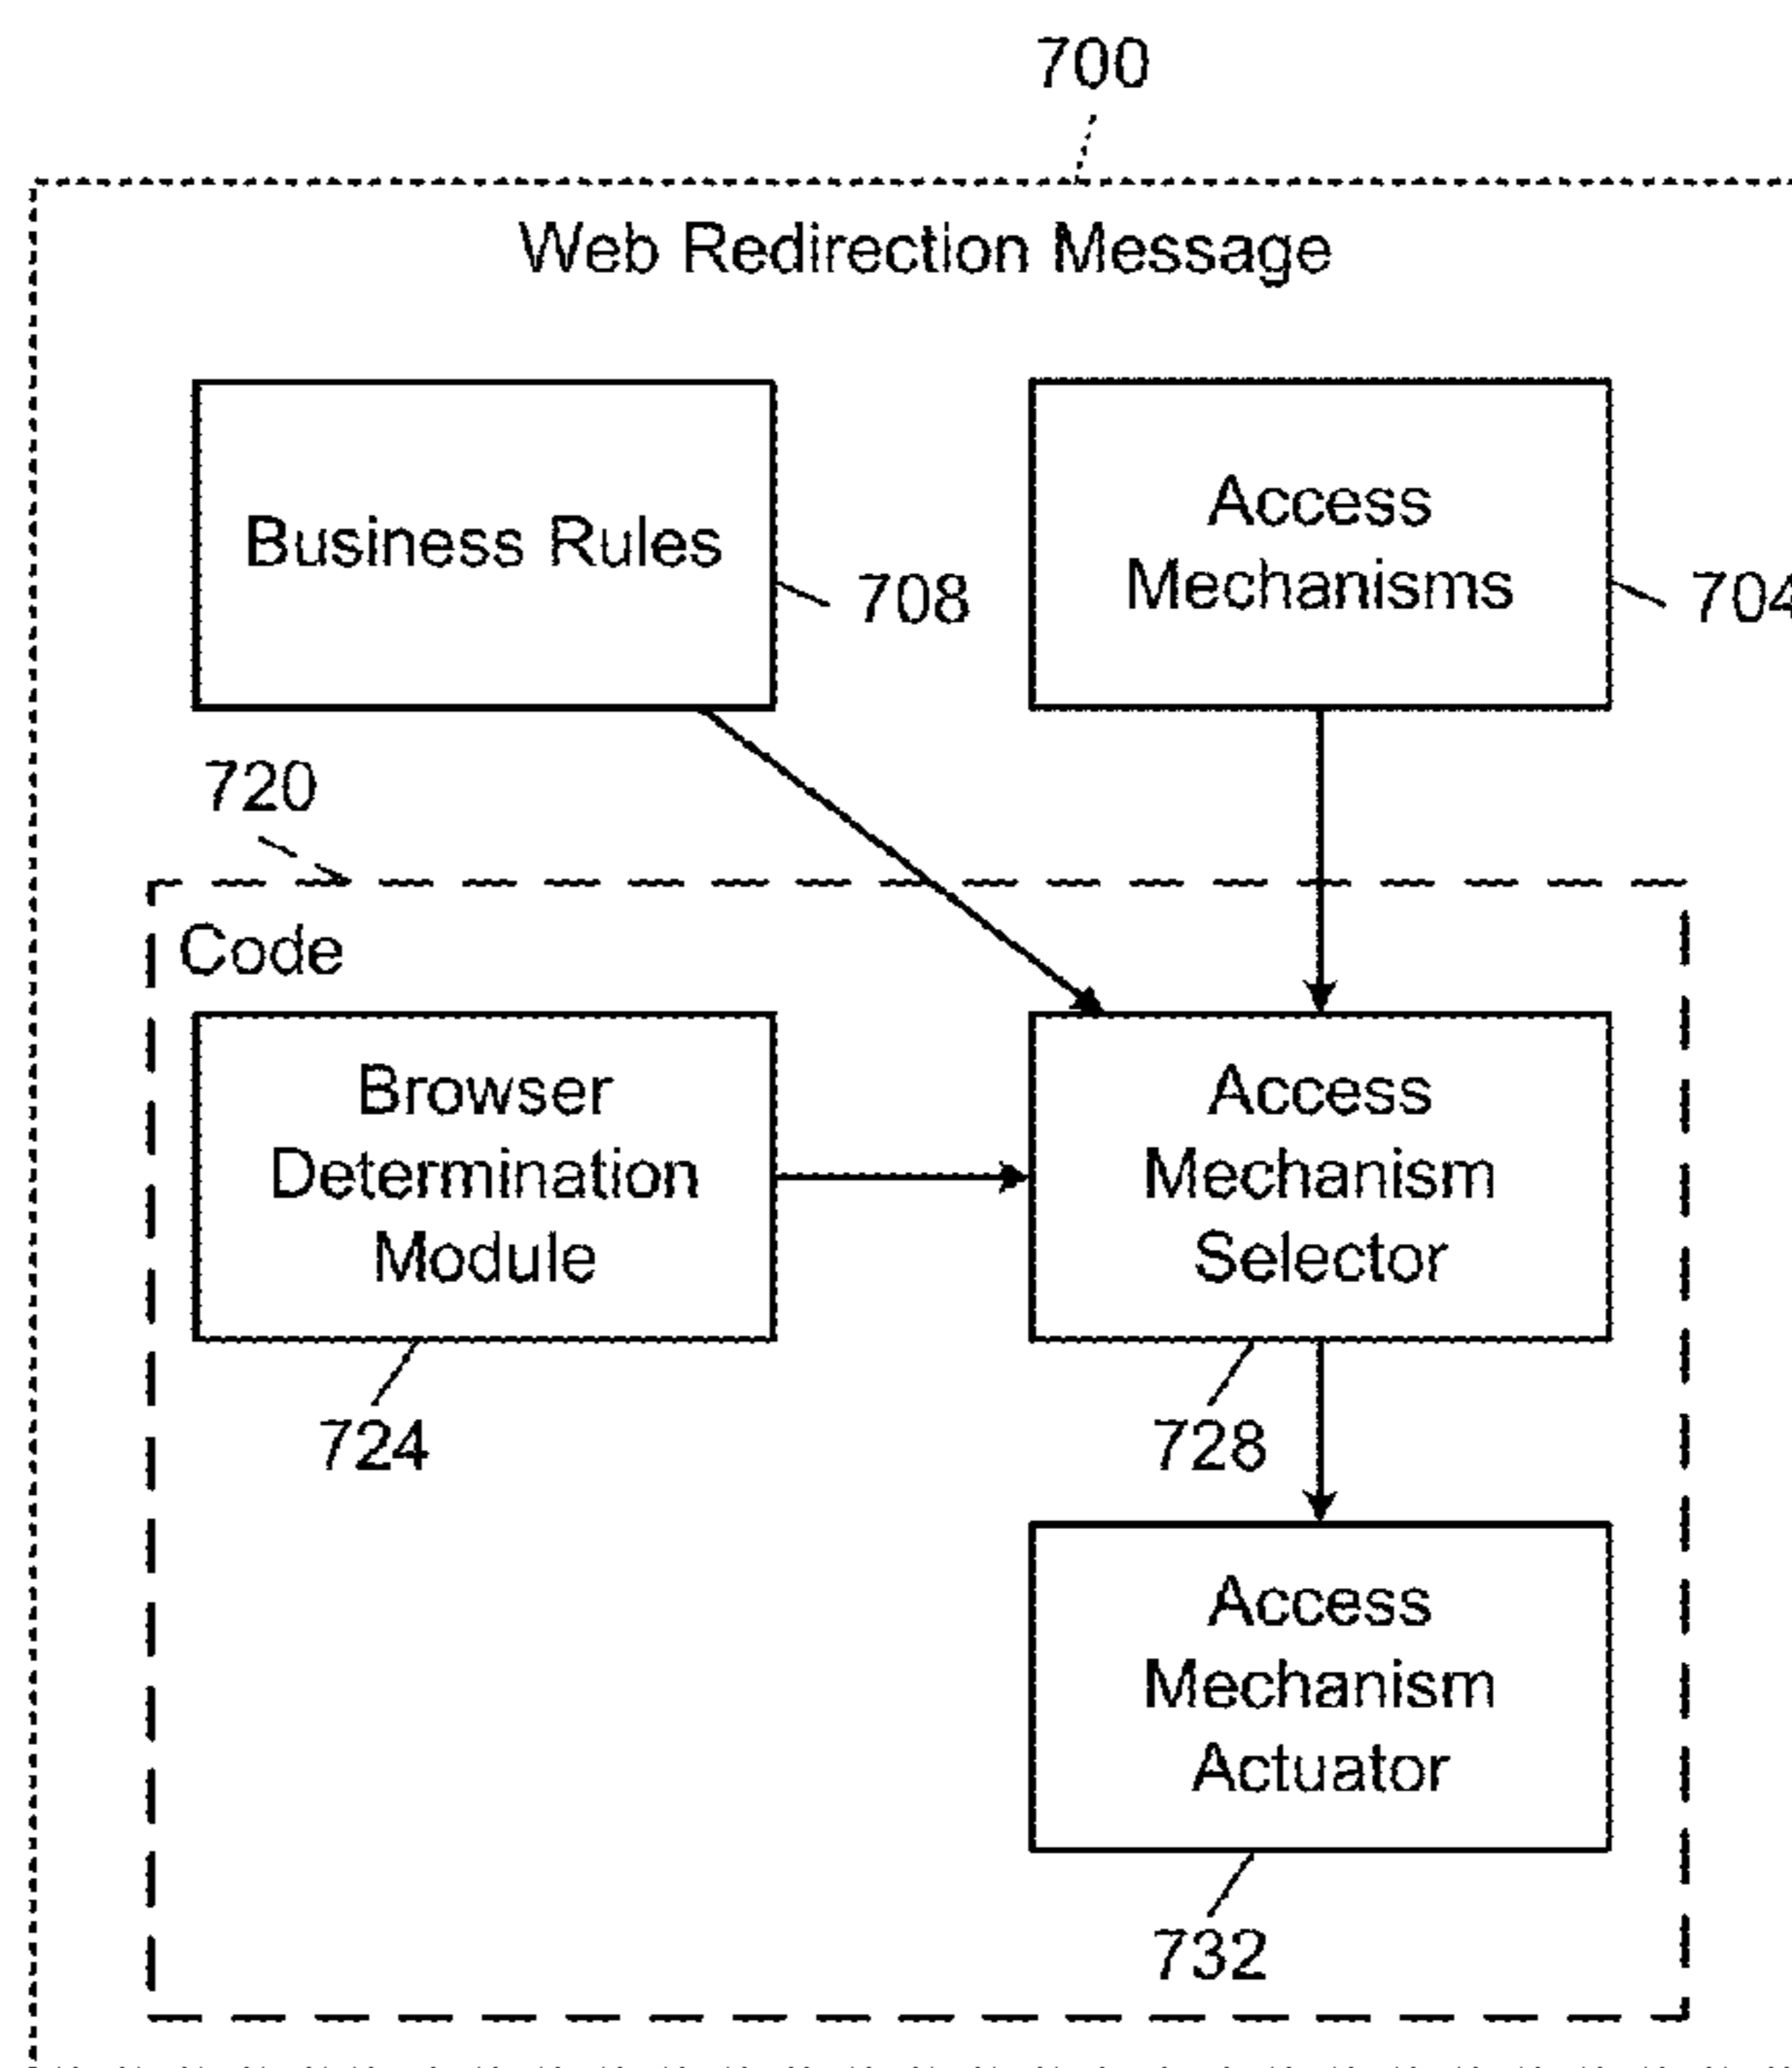 700
Web Redirection Message
Business Rules
708
Access
Mechanisms
704
720
Code
Browser
Determination
Module
724
Access
Mechanism
Selector
728
Access
Mechanism
Actuator
732